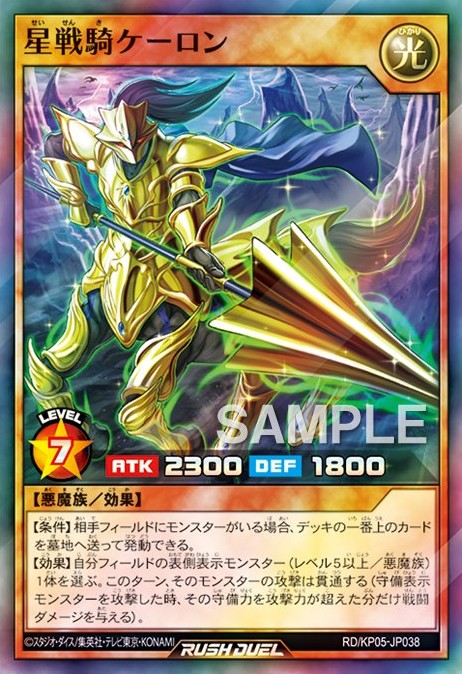 星戦騎ケーロン
せいせんき
ひかり
光
SAMPLE
LEVEL
7
ATK 2300 DEF 1800
【悪魔族／効果】
【条件】相手フィールドにモンスターがいる場合、デッキの一番上のカード
を墓地へ送って発動できる。
【効果】自分フィールドの表側表示モンスター（レベル５以上／悪魔族）
１体を選ぶ。このターン、そのモンスターの攻撃は貫通する（守備表示
モンスターを攻撃した時、その守備力を攻撃力が超えた分だけ戦闘
ダメージを与える）。
©スタジオ・ダイス/集英社・テレビ東京・KONAMI
RUSH DUEL
RD/KP05-JP038